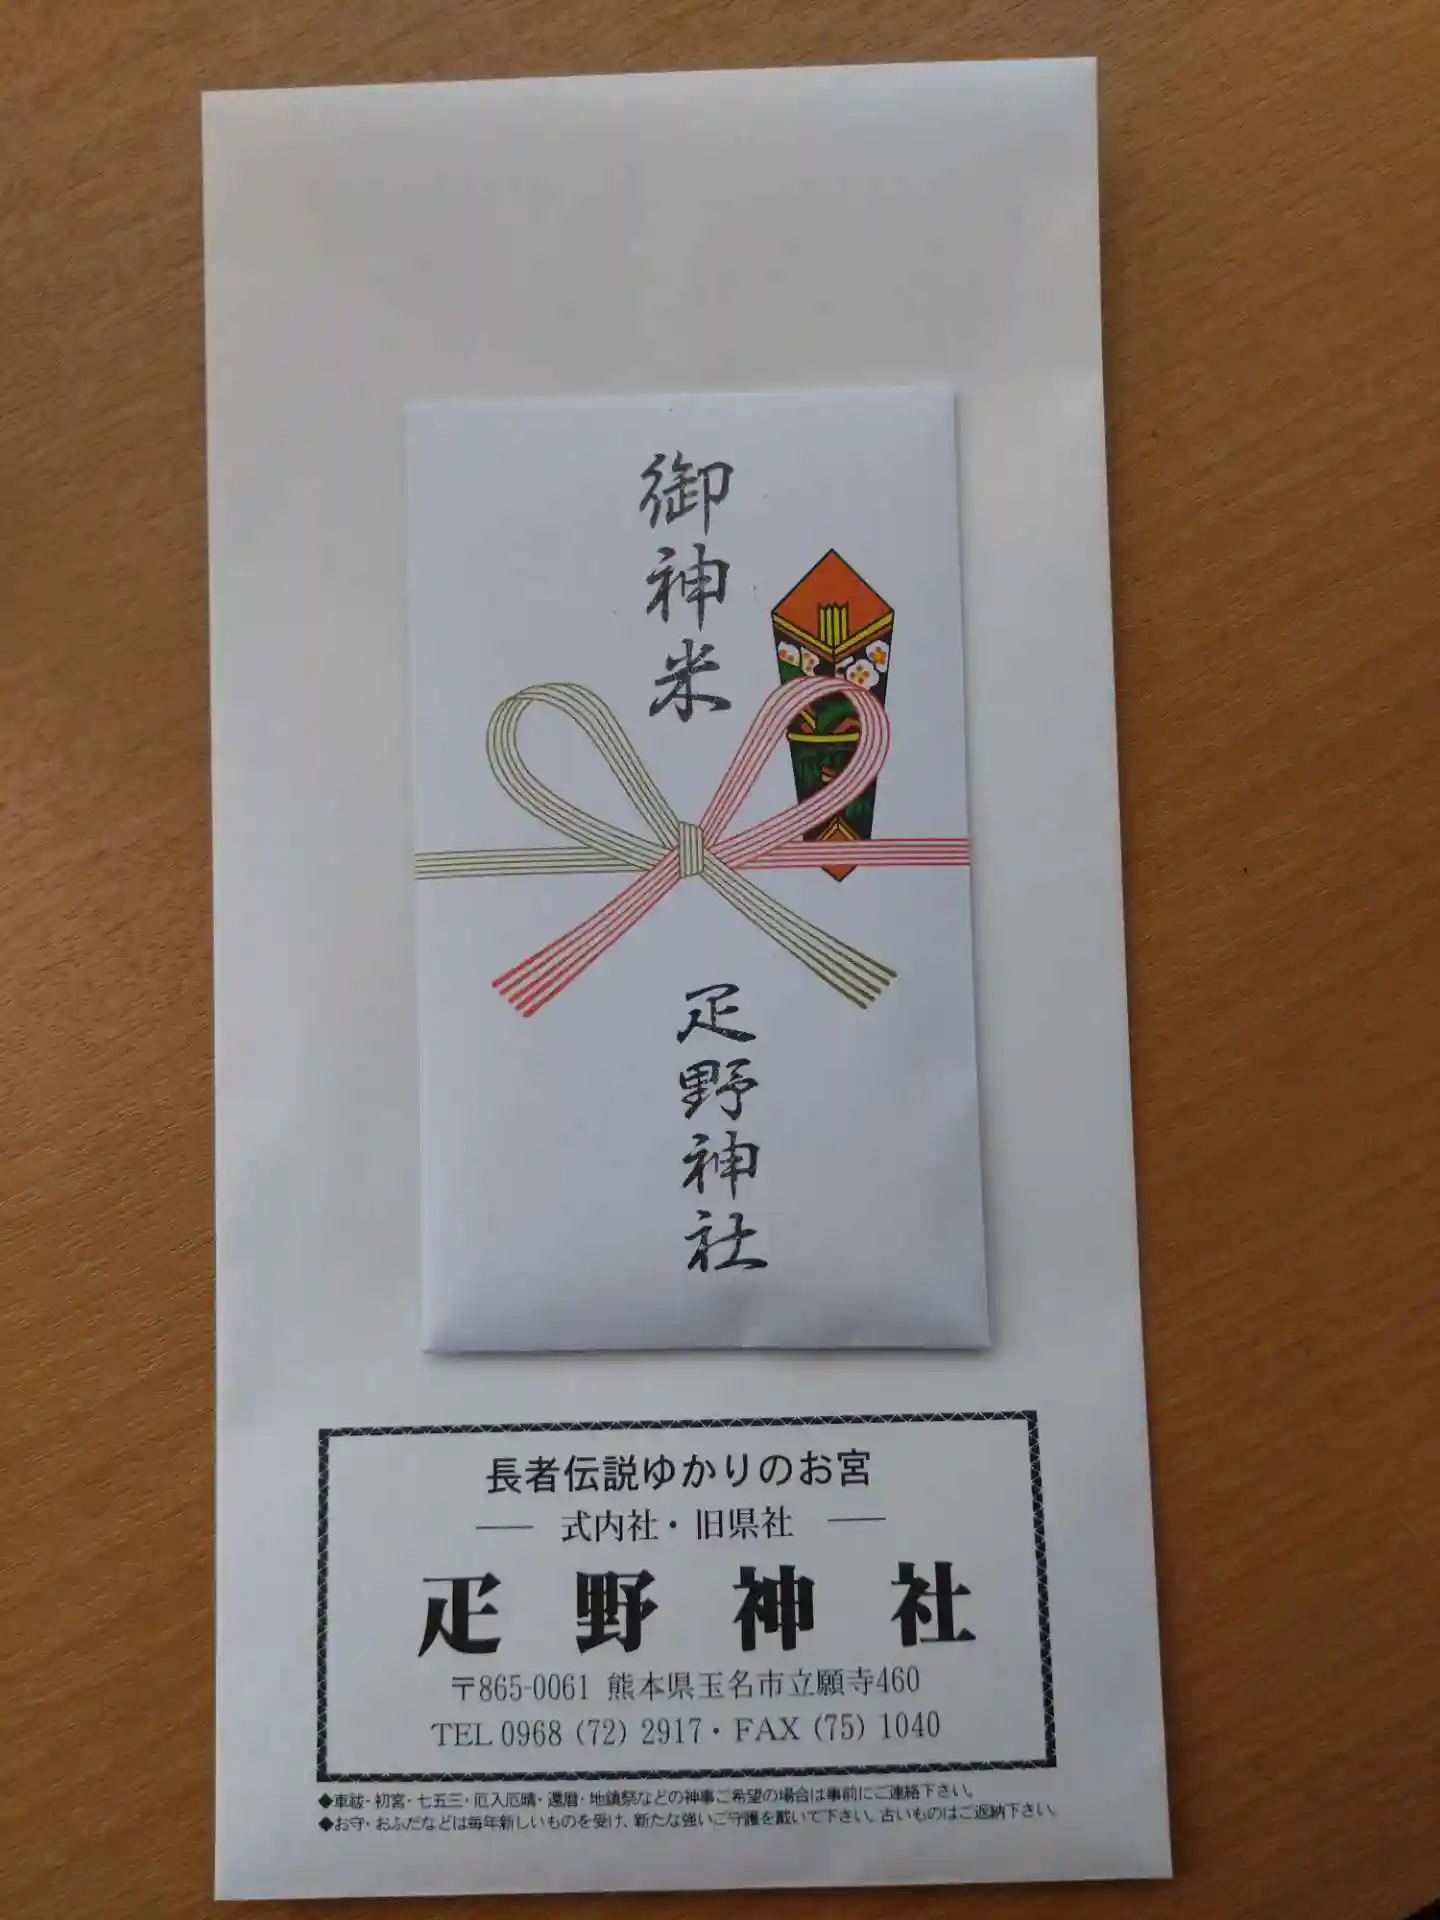 御神米
疋野神社
長者伝説ゆかりのお宮
式内社・旧県社
疋野神社
〒865-0061 熊本県玉名市立願寺460
TEL 0968 (72) 2917・FAX (75) 1040
◆車祓・初宮・七五三・厄入厄晴・還暦・地鎮祭などの神事ご希望の場合は事前にご連絡下さい。
◆お守・おふだなどは毎年新しいものを受け、新たな強いご守護を戴いて下さい。古いものはご返納下さい。